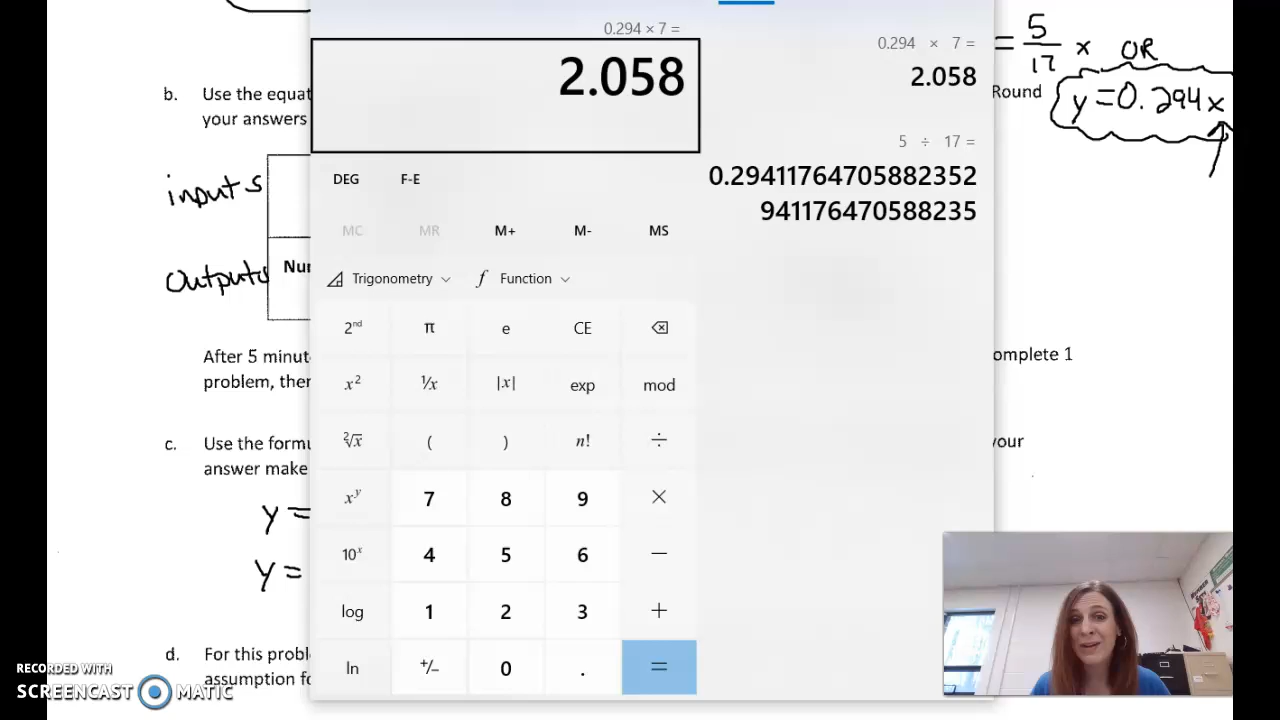 = 5/17 x OR
y = 0.294x
b. Use the equat
Round
your answers
inputs
outputs
Nu
After 5 minut
omplete 1
problem, ther
c. Use the formu
your
answer make
y =
y =
d. For this probl
assumption fo
0.294 × 7 =
2.058
0.294 × 7 =
2.058
5 ÷ 17 =
0.29411764705882352
941176470588235
DEG F-E
MC MR M+ M- MS
Trigonometry f Function
2nd π e CE
x² ¹/x |x| exp mod
²√x ( ) n! ÷
xʸ 7 8 9 ×
10ˣ 4 5 6 −
log 1 2 3 +
ln +/− 0 . =
RECORDED WITH
SCREENCAST MATIC